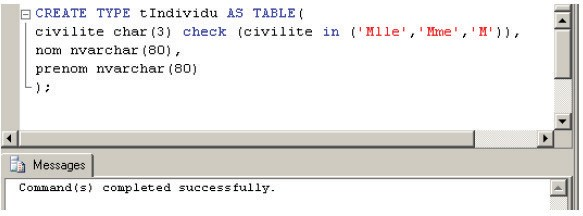 CREATE TYPE tIndividu AS TABLE(
civilite char(3) check (civilite in ('Mlle','Mme','M')),
nom nvarchar(80),
prenom nvarchar(80)
);
Messages
Command(s) completed successfully.